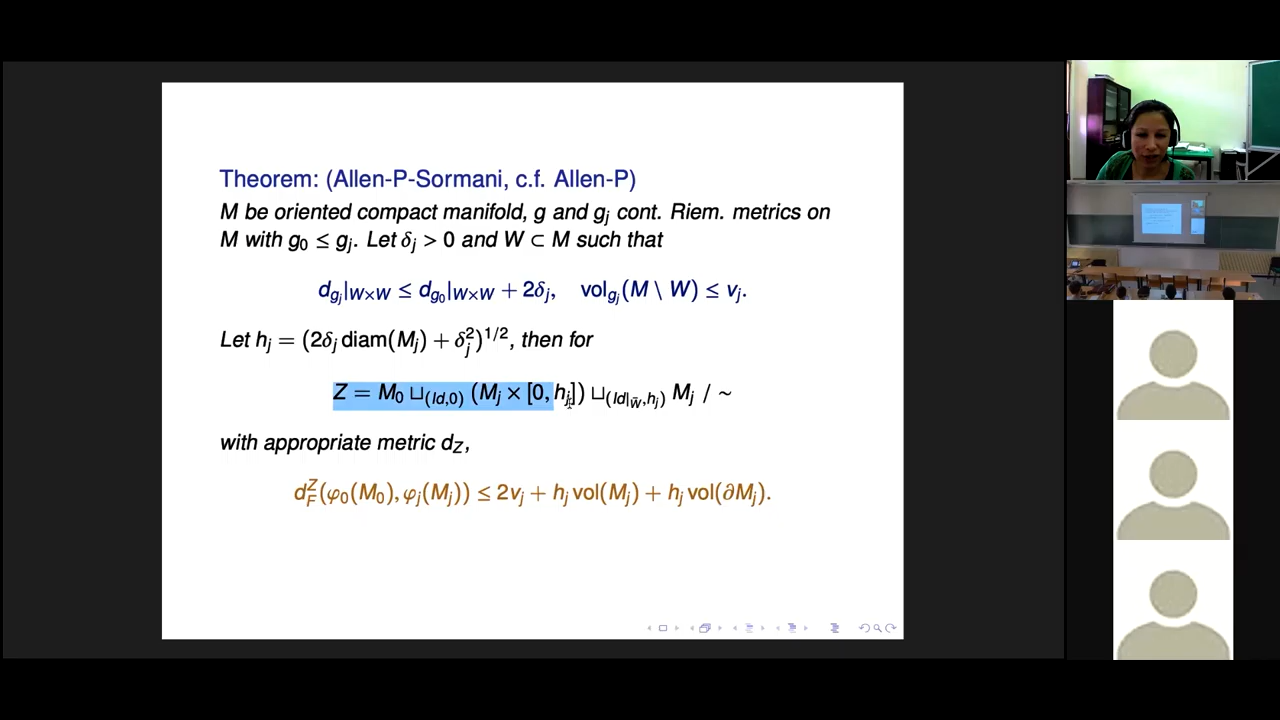 Theorem: (Allen-P-Sormani, c.f. Allen-P)
M be oriented compact manifold, g and g_j cont. Riem. metrics on
M with g_0 ≤ g_j. Let δ_j > 0 and W ⊂ M such that
d_{g_j}|_{W×W} ≤ d_{g_0}|_{W×W} + 2δ_j, vol_{g_j}(M \ W) ≤ v_j.
Let h_j = (2δ_j diam(M_j) + δ_j^2)^{1/2}, then for
Z = M_0 ⊔_{(Id,0)} (M_j × [0, h_j]) ⊔_{(Id|_{W̄},h_j)} M_j / ~
with appropriate metric d_Z,
d_F^Z(φ_0(M_0), φ_j(M_j)) ≤ 2v_j + h_j vol(M_j) + h_j vol(∂M_j).